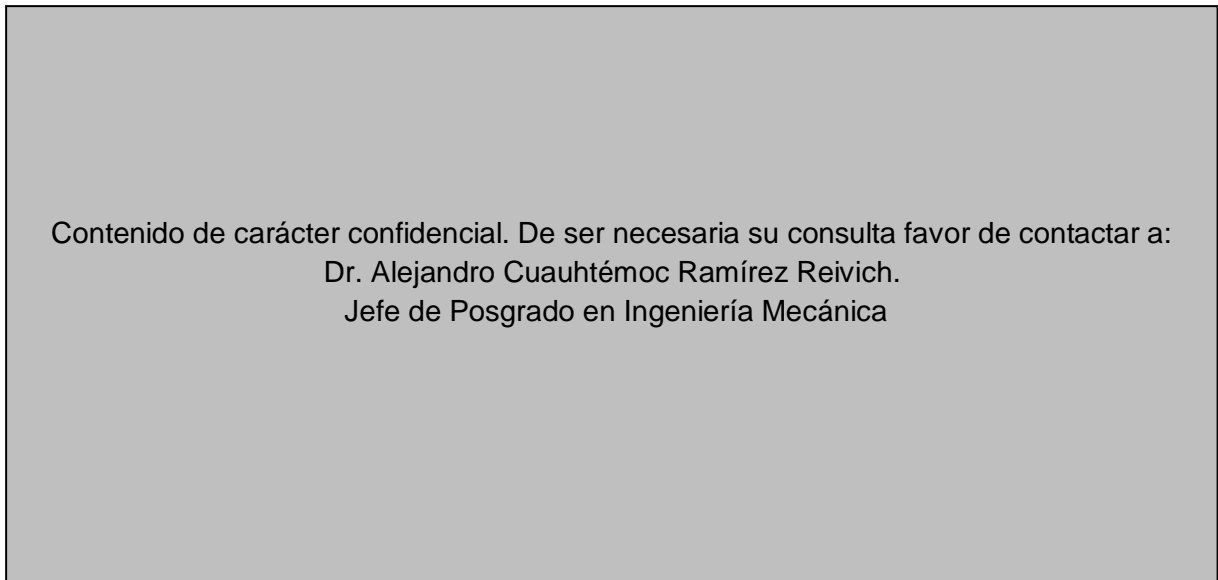 Contenido de carácter confidencial. De ser necesaria su consulta favor de contactar a:
Dr. Alejandro Cuauhtémoc Ramírez Reivich.
Jefe de Posgrado en Ingeniería Mecánica